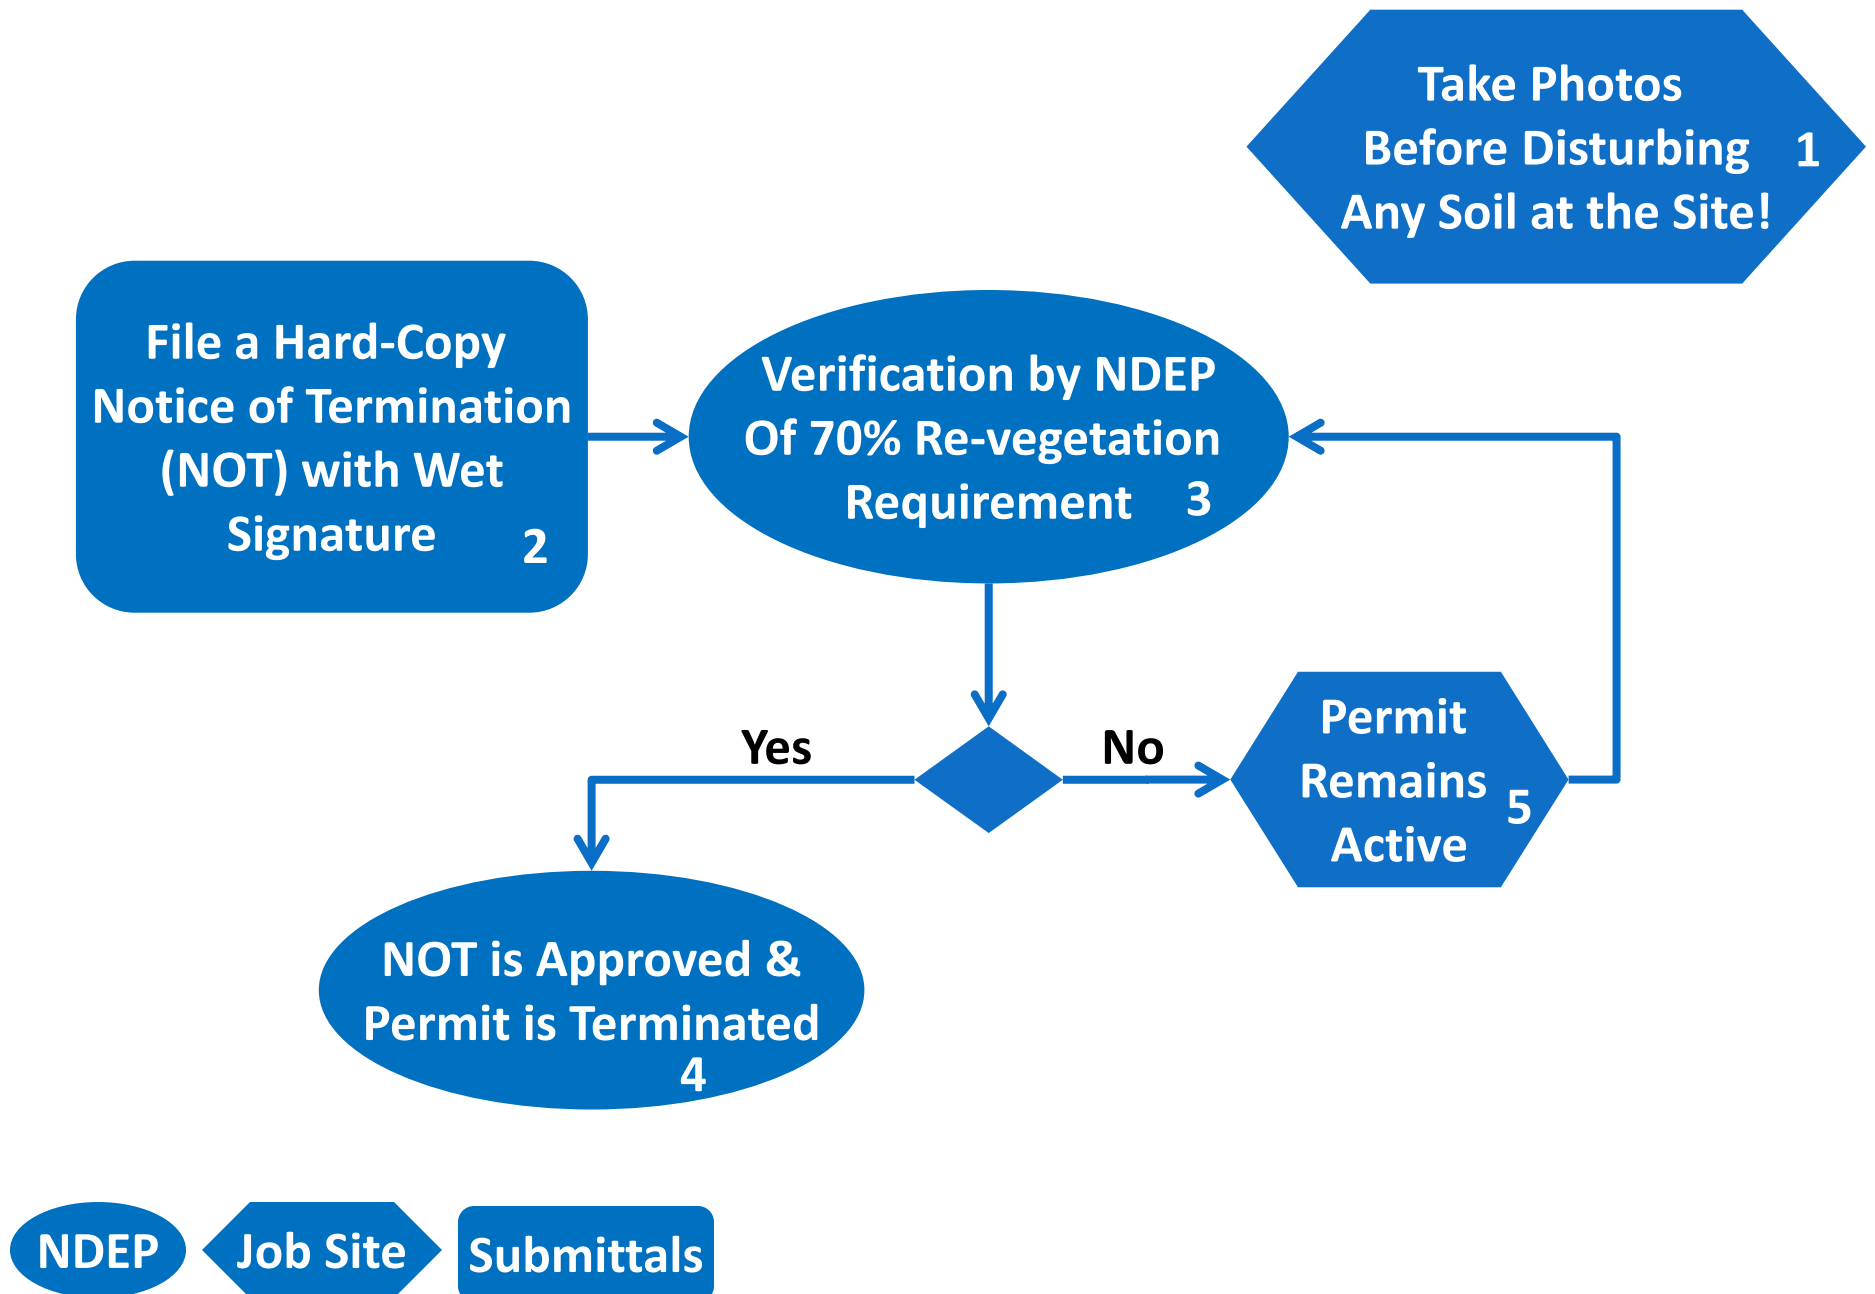 Take Photos
Before Disturbing 1
Any Soil at the Site!
File a Hard-Copy
Notice of Termination
(NOT) with Wet
Signature 2
Verification by NDEP
Of 70% Re-vegetation
Requirement 3
Yes
No
Permit
Remains
5
Active
NOT is Approved &
Permit is Terminated
4
NDEP
Job Site
Submittals